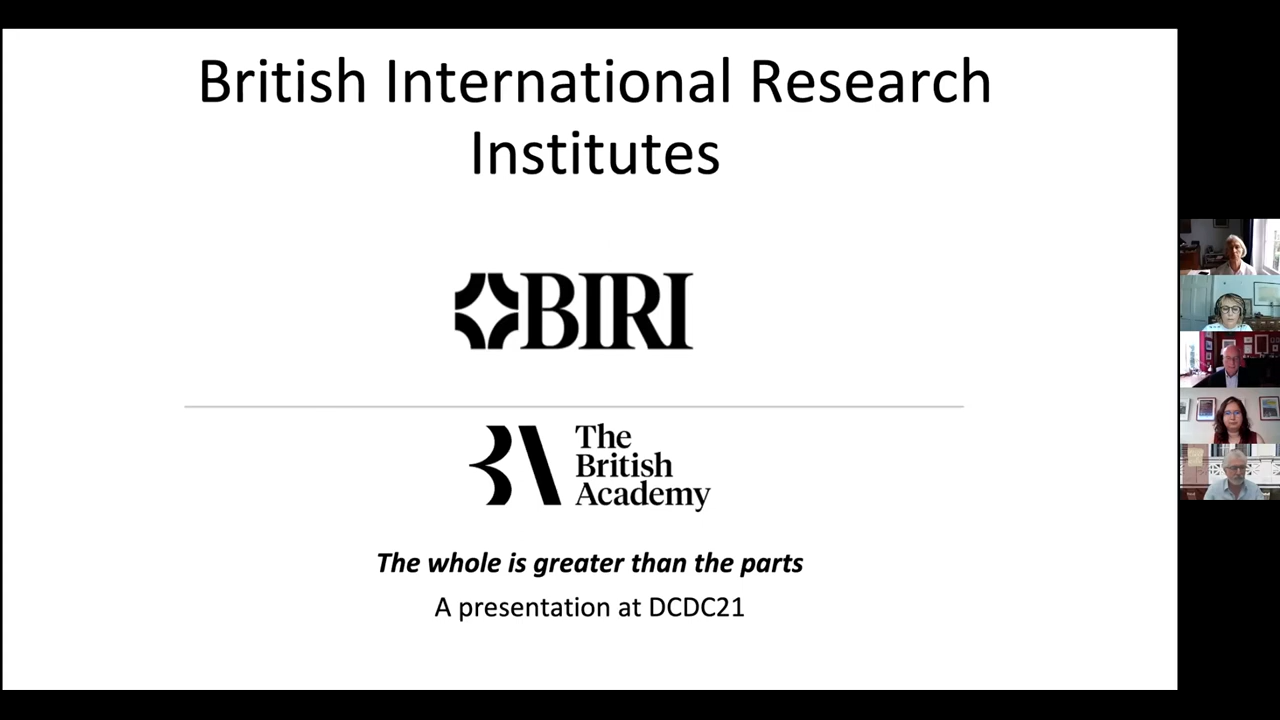 British International Research
Institutes
BIRI
The
British
Academy
The whole is greater than the parts
A presentation at DCDC21